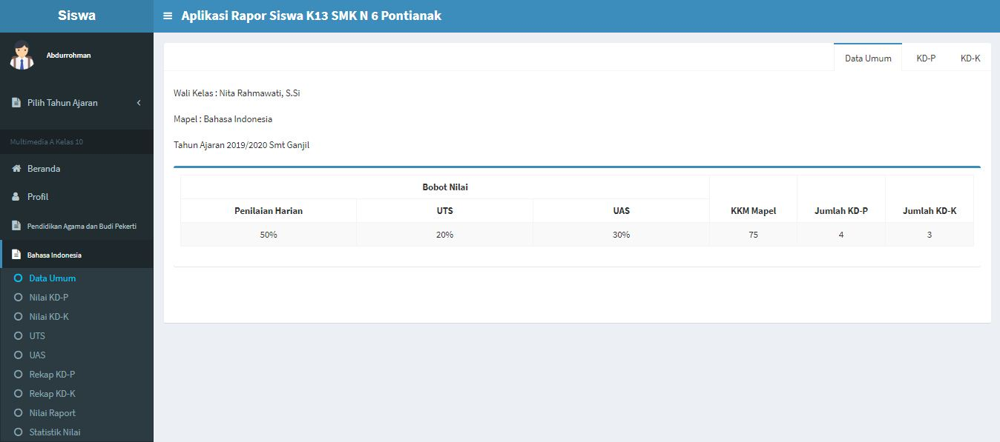 Siswa
Aplikasi Rapor Siswa K13 SMK N 6 Pontianak
Abdurrohman
Pilih Tahun Ajaran
Multimedia A Kelas 10
Beranda
Profil
Pendidikan Agama dan Budi Pekerti
Bahasa Indonesia
Data Umum
Nilai KD-P
Nilai KD-K
UTS
UAS
Rekap KD-P
Rekap KD-K
Nilai Raport
Statistik Nilai
Data Umum KD-P KD-K
Wali Kelas : Nita Rahmawati, S.Si
Mapel : Bahasa Indonesia
Tahun Ajaran 2019/2020 Smt Ganjil
Bobot Nilai
Penilaian Harian UTS UAS KKM Mapel Jumlah KD-P Jumlah KD-K
50% 20% 30% 75 4 3